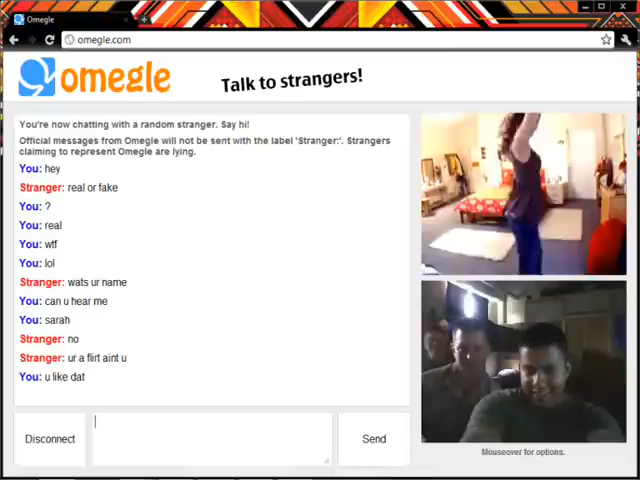 Omegle
omegle.com
omegle
Talk to strangers!
You're now chatting with a random stranger. Say hi!
Official messages from Omegle will not be sent with the label 'Stranger:'. Strangers
claiming to represent Omegle are lying.
You: hey
Stranger: real or fake
You: ?
You: real
You: wtf
You: lol
Stranger: wats ur name
You: can u hear me
You: sarah
Stranger: no
Stranger: ur a flirt aint u
You: u like dat
Disconnect
Send
Mouseover for options.